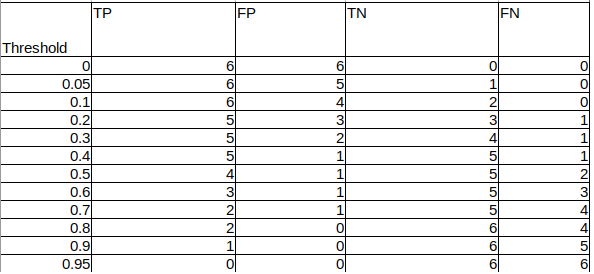 TP FP TN FN
Threshold
0 6 6 0 0
0.05 6 5 1 0
0.1 6 4 2 0
0.2 5 3 3 1
0.3 5 2 4 1
0.4 5 1 5 1
0.5 4 1 5 2
0.6 3 1 5 3
0.7 2 1 5 4
0.8 2 0 6 4
0.9 1 0 6 5
0.95 0 0 6 6